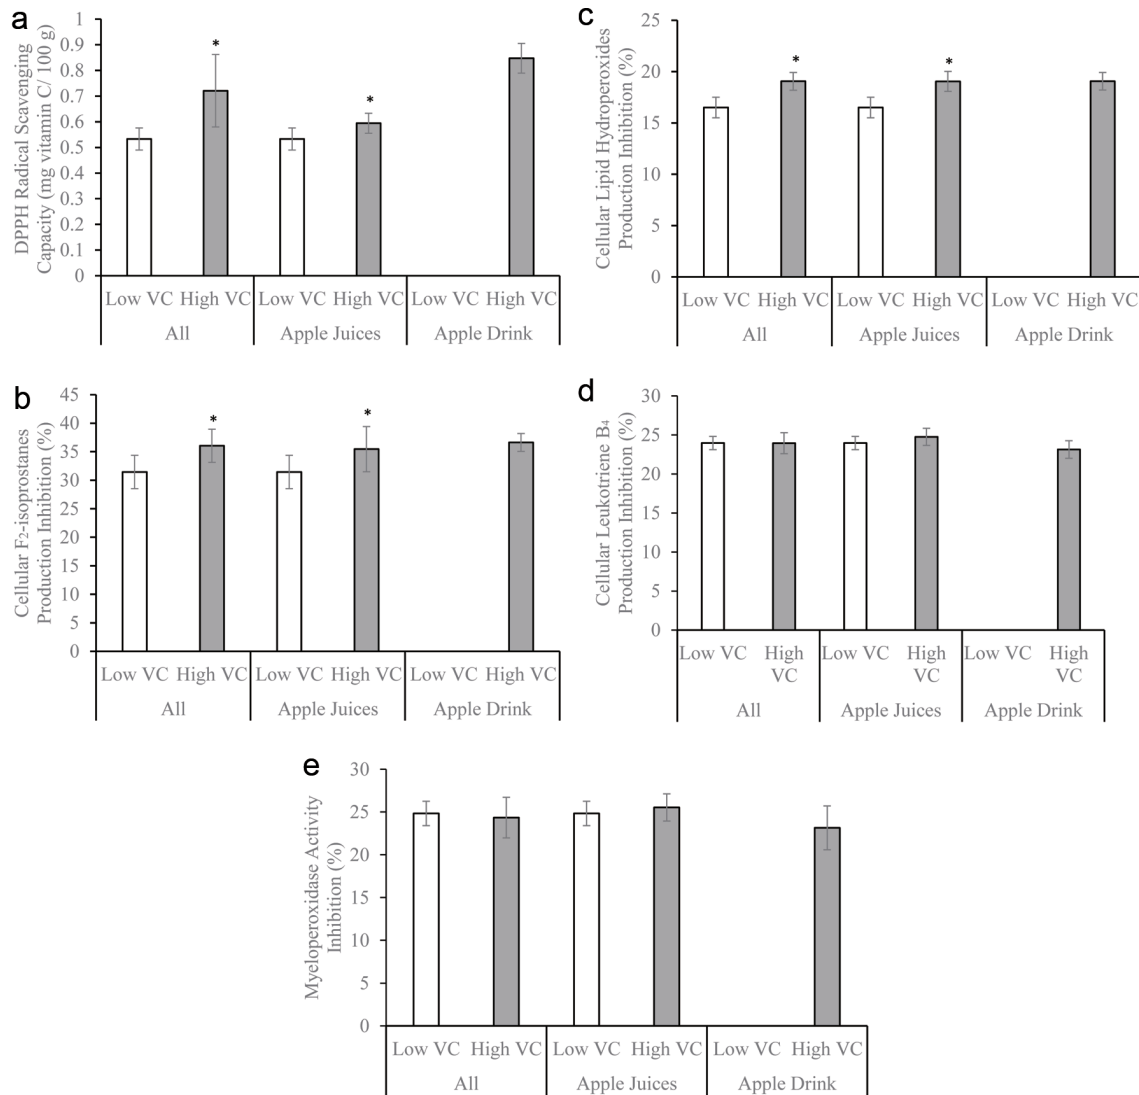 a
DPPH Radical Scavenging
Capacity (mg vitamin C/ 100 g)
1
0.9
0.8
0.7
0.6
0.5
0.4
0.3
0.2
0.1
0
* *
Low VC High VC Low VC High VC Low VC High VC
All Apple Juices Apple Drink
c
Cellular Lipid Hydroperoxides
Production Inhibition (%)
25
20
15
10
5
0
* *
Low VC High VC Low VC High VC Low VC High VC
All Apple Juices Apple Drink
b
Cellular F2-isoprostanes
Production Inhibition (%)
45
40
35
30
25
20
15
10
5
0
* *
Low VC High VC Low VC High VC Low VC High VC
All Apple Juices Apple Drink
d
Cellular Leukotriene B4
Production Inhibition (%)
30
25
20
15
10
5
0
Low VC High VC Low VC High VC Low VC High VC
All Apple Juices Apple Drink
e
Myeloperoxidase Activity
Inhibition (%)
30
25
20
15
10
5
0
Low VC High VC Low VC High VC Low VC High VC
All Apple Juices Apple Drink